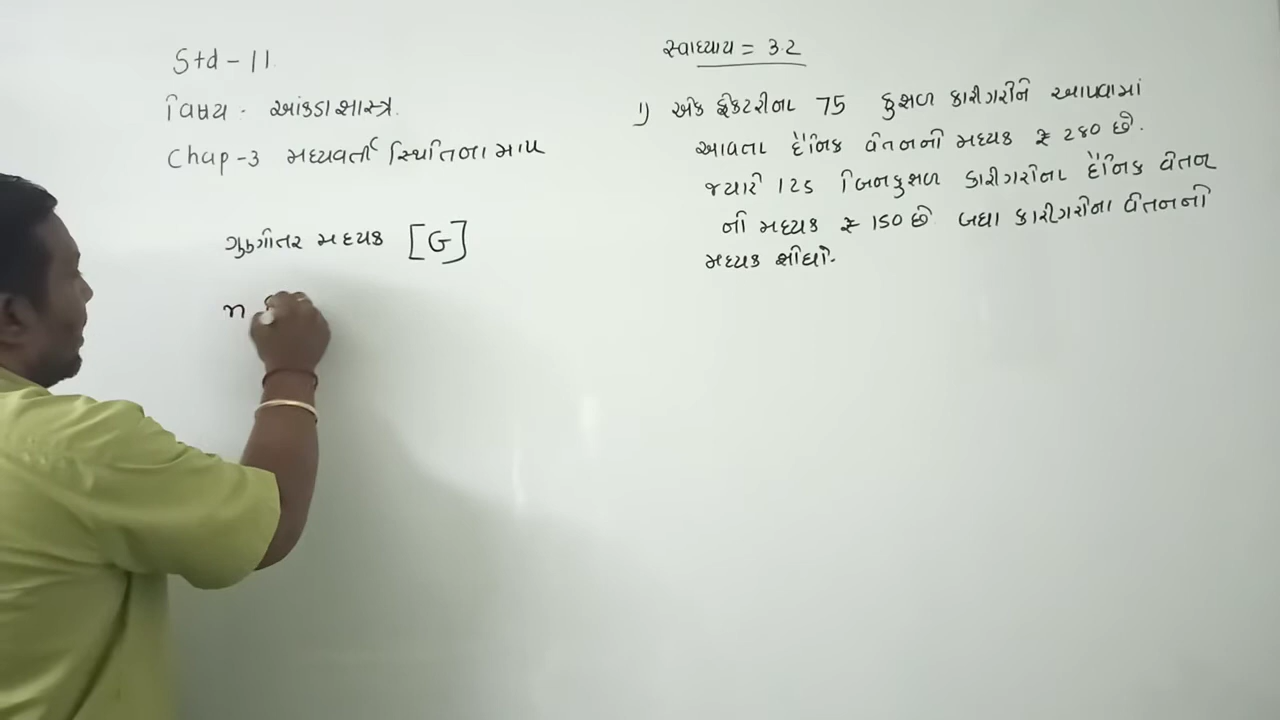 Std - 11.
વિષય - આંકડાશાસ્ત્ર.
Chap - 3 મધ્યવર્તી સ્થિતિના માપ
ગુણોત્તર મધ્યક [G]
n
સ્વાધ્યાય = 3.2
1) એક ફેક્ટરીના 75 કુશળ કારીગરોને આપવામાં
આવતા દૈનિક વેતનનો મધ્યક ₹ 280 છે.
જ્યારે 125 બિનકુશળ કારીગરોના દૈનિક વેતન
નો મધ્યક ₹ 150 છે બધા કારીગરોના વેતનનો
મધ્યક શોધો.